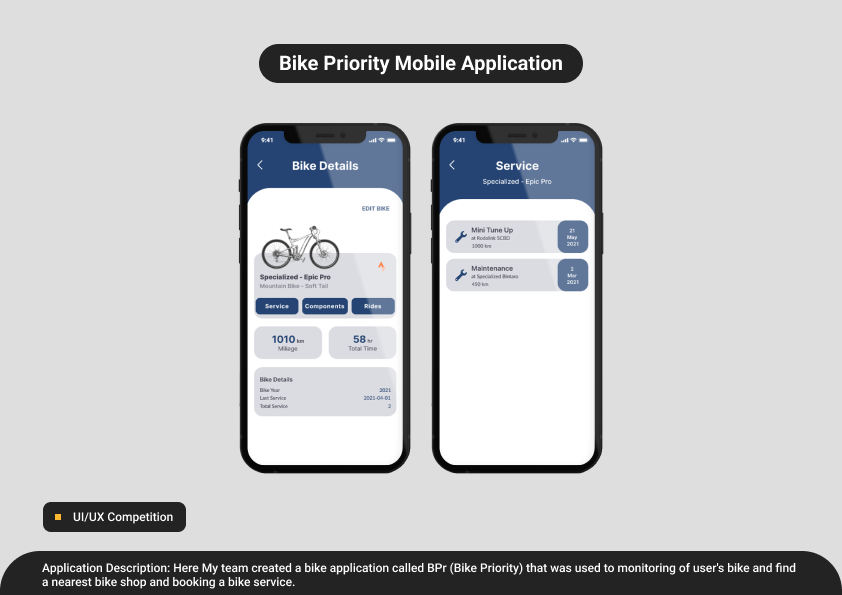 Bike Priority Mobile Application
9:41
Bike Details
EDIT BIKE
Specialized - Epic Pro
Mountain Bike - Soft Tail
Service Components Rides
1010 km
Milage
58 hr
Total Time
Bike Details
Bike Year 2021
Last Service 2021-04-01
Total Service 2
9:41
Service
Specialized - Epic Pro
Mini Tune Up
at Rodalink SCBD
1000 km
21
May
2021
Maintenance
at Specialized Bintaro
450 km
2
Mar
2021
UI/UX Competition
Application Description: Here My team created a bike application called BPr (Bike Priority) that was used to monitoring of user's bike and find
a nearest bike shop and booking a bike service.